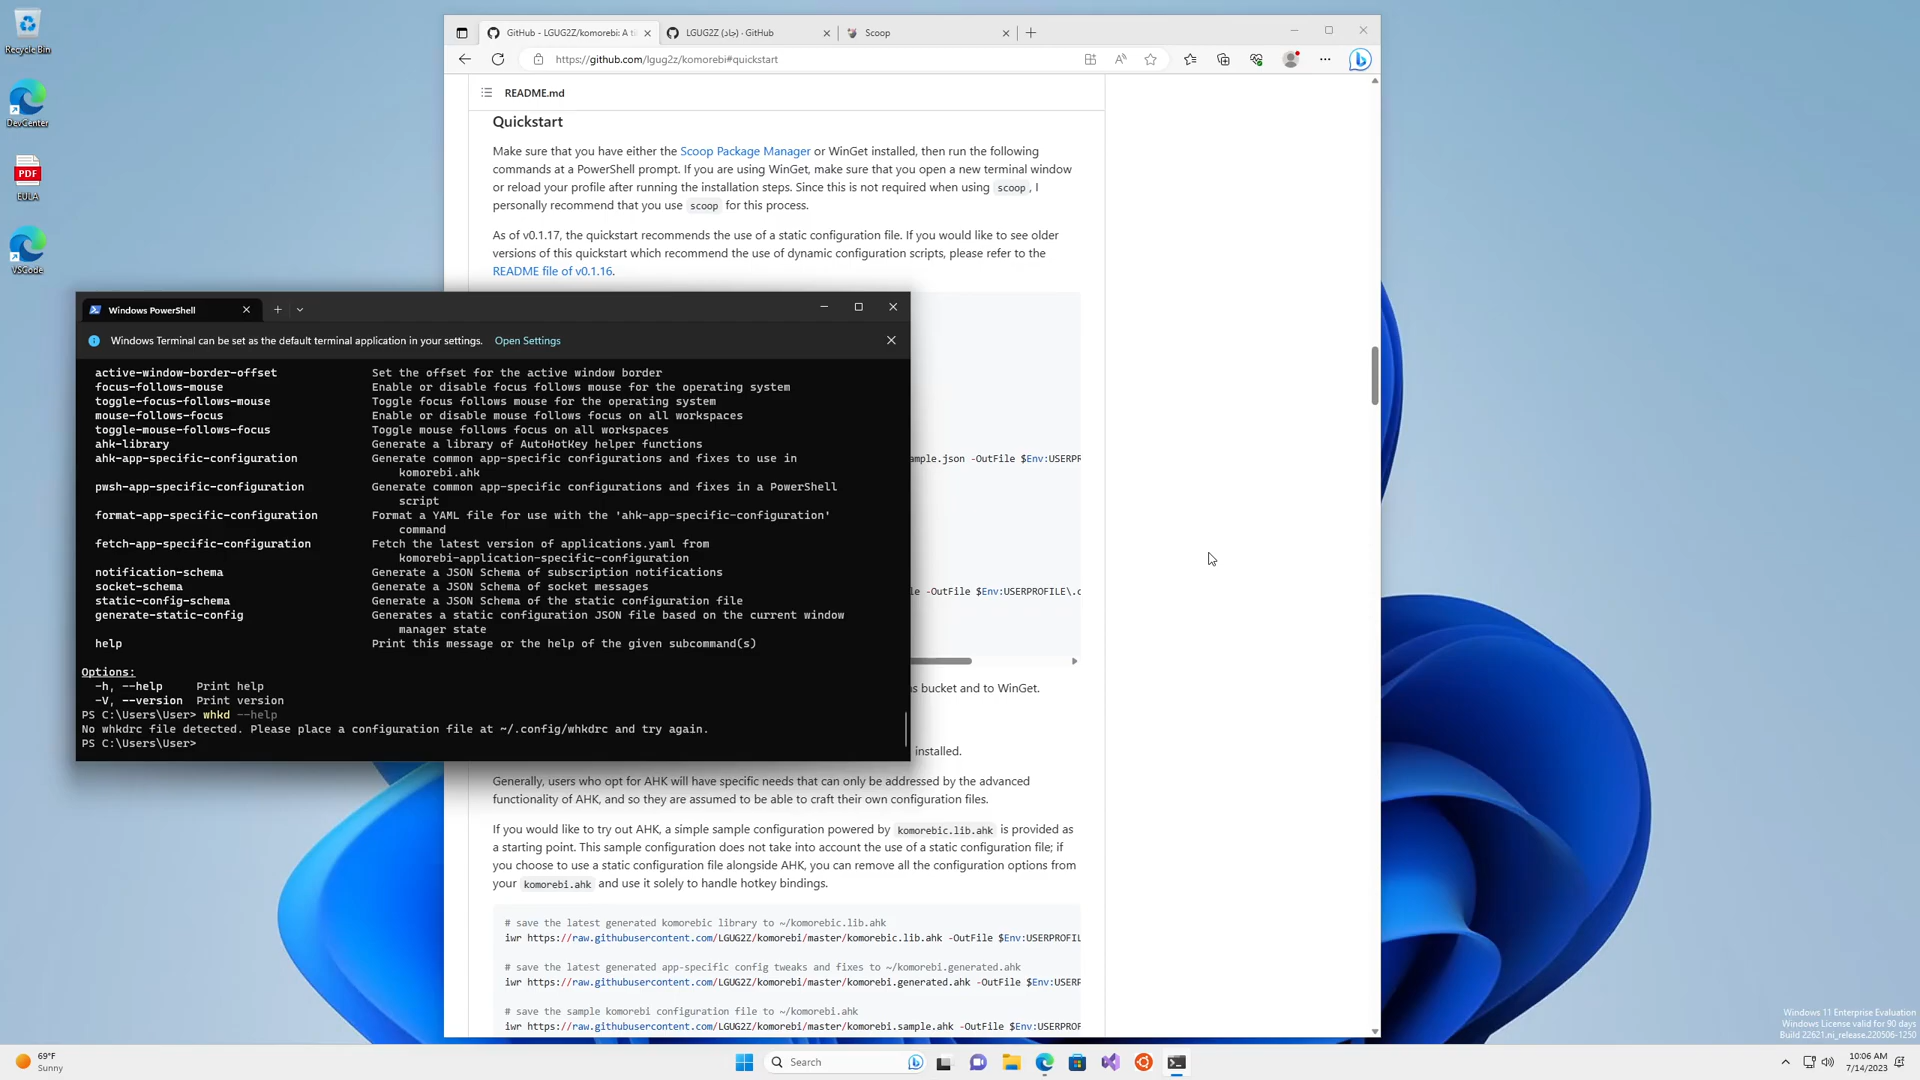 Recycle Bin
DevCenter
PDF
EULA
VSCode
GitHub - LGUG2Z/komorebi: A ti
LGUG2Z (جاد) · GitHub
Scoop
https://github.com/lgug2z/komorebi#quickstart
README.md
Quickstart
Make sure that you have either the Scoop Package Manager or WinGet installed, then run the following
commands at a PowerShell prompt. If you are using WinGet, make sure that you open a new terminal window
or reload your profile after running the installation steps. Since this is not required when using scoop, I
personally recommend that you use scoop for this process.
As of v0.1.17, the quickstart recommends the use of a static configuration file. If you would like to see older
versions of this quickstart which recommend the use of dynamic configuration scripts, please refer to the
README file of v0.1.16.
Windows PowerShell
Windows Terminal can be set as the default terminal application in your settings. Open Settings
active-window-border-offset Set the offset for the active window border
focus-follows-mouse Enable or disable focus follows mouse for the operating system
toggle-focus-follows-mouse Toggle focus follows mouse for the operating system
mouse-follows-focus Enable or disable mouse follows focus on all workspaces
toggle-mouse-follows-focus Toggle mouse follows focus on all workspaces
ahk-library Generate a library of AutoHotKey helper functions
ahk-app-specific-configuration Generate common app-specific configurations and fixes to use in
komorebi.ahk
pwsh-app-specific-configuration Generate common app-specific configurations and fixes in a PowerShell
script
format-app-specific-configuration Format a YAML file for use with the 'ahk-app-specific-configuration'
command
fetch-app-specific-configuration Fetch the latest version of applications.yaml from
komorebi-application-specific-configuration
notification-schema Generate a JSON Schema of subscription notifications
socket-schema Generate a JSON Schema of socket messages
static-config-schema Generate a JSON Schema of the static configuration file
generate-static-config Generates a static configuration JSON file based on the current window
manager state
help Print this message or the help of the given subcommand(s)
Options:
-h, --help Print help
-V, --version Print version
PS C:\Users\User> whkd --help
No whkdrc file detected. Please place a configuration file at ~/.config/whkdrc and try again.
PS C:\Users\User>
ample.json -OutFile $Env:USERPR
le -OutFile $Env:USERPROFILE\.c
as bucket and to WinGet.
installed.
Generally, users who opt for AHK will have specific needs that can only be addressed by the advanced
functionality of AHK, and so they are assumed to be able to craft their own configuration files.
If you would like to try out AHK, a simple sample configuration powered by komorebic.lib.ahk is provided as
a starting point. This sample configuration does not take into account the use of a static configuration file; if
you choose to use a static configuration file alongside AHK, you can remove all the configuration options from
your komorebi.ahk and use it solely to handle hotkey bindings.
# save the latest generated komorebic library to ~/komorebic.lib.ahk
iwr https://raw.githubusercontent.com/LGUG2Z/komorebi/master/komorebic.lib.ahk -OutFile $Env:USERPROFIL
# save the latest generated app-specific config tweaks and fixes to ~/komorebi.generated.ahk
iwr https://raw.githubusercontent.com/LGUG2Z/komorebi/master/komorebi.generated.ahk -OutFile $Env:USERP
# save the sample komorebi configuration file to ~/komorebi.ahk
iwr https://raw.githubusercontent.com/LGUG2Z/komorebi/master/komorebi.sample.ahk -OutFile $Env:USERPROF
Windows 11 Enterprise Evaluation
Windows License valid for 90 days
Build 22621.ni_release.220506-1250
69°F
Sunny
Search
10:06 AM
7/14/2023